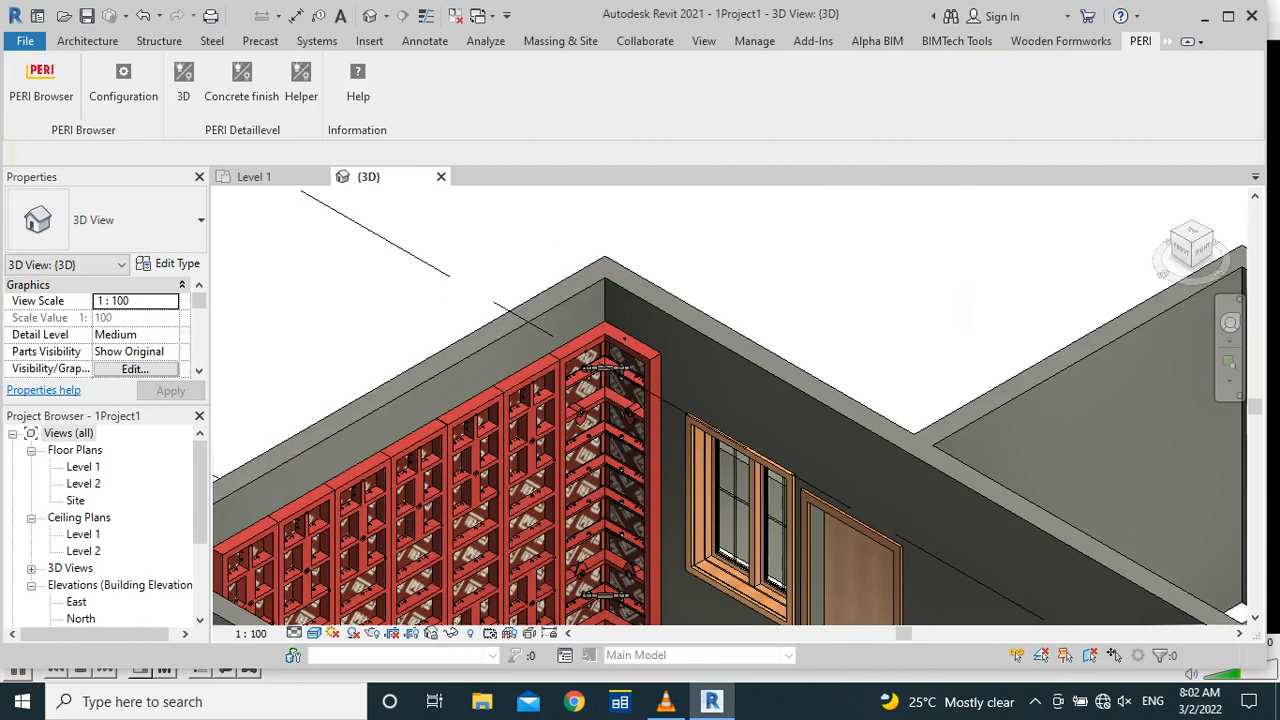 Autodesk Revit 2021 - 1Project1 - 3D View: {3D}
Sign In
File Architecture Structure Steel Precast Systems Insert Annotate Analyze Massing & Site Collaborate View Manage Add-Ins Alpha BIM BIMTech Tools Wooden Formworks PERI
PERI
PERI Browser Configuration 3D Concrete finish Helper Help
PERI Browser PERI Detaillevel Information
Properties
Level 1 {3D}
3D View
3D View: {3D} Edit Type
Graphics
View Scale 1 : 100
Scale Value 1: 100
Detail Level Medium
Parts Visibility Show Original
Visibility/Grap... Edit...
Properties help Apply
Project Browser - 1Project1
Views (all)
Floor Plans
Level 1
Level 2
Site
Ceiling Plans
Level 1
Level 2
3D Views
Elevations (Building Elevation
East
North
1 : 100
:0 Main Model :0
Type here to search
25°C Mostly clear ENG 8:02 AM
3/2/2022